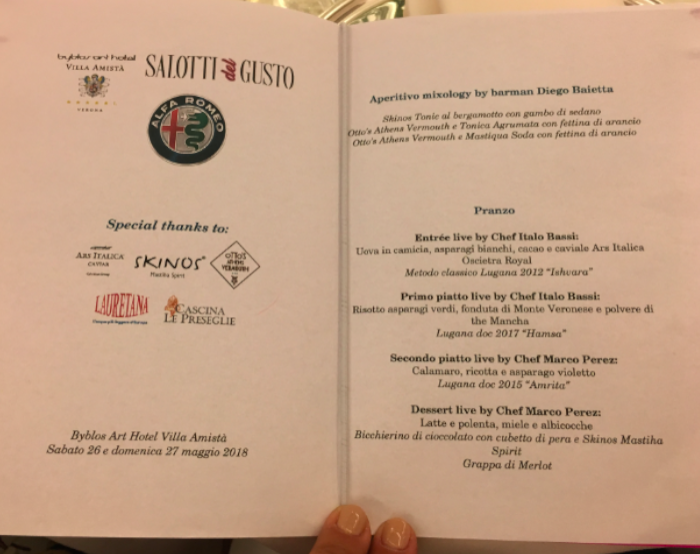 byblos art hotel
VILLA AMISTÀ
VERONA
SALOTTI del GUSTO
ALFA ROMEO
Special thanks to:
ARS ITALICA
CAVIAR
SKINOS
Mastiha Spirit
OTTO'S
ATHENS
VERMOUTH
LAURETANA
CASCINA
LE PRESEGLIE
Byblos Art Hotel Villa Amistà
Sabato 26 e domenica 27 maggio 2018
Aperitivo mixology by barman Diego Baietta
Skinos Tonic al bergamotto con gambo di sedano
Otto's Athens Vermouth e Tonica Agrumata con fettina di arancio
Otto's Athens Vermouth e Mastiqua Soda con fettina di arancio
Pranzo
Entrée live by Chef Italo Bassi:
Uova in camicia, asparagi bianchi, cacao e caviale Ars Italica
Oscietra Royal
Metodo classico Lugana 2012 "Ishvara"
Primo piatto live by Chef Italo Bassi:
Risotto asparagi verdi, fonduta di Monte Veronese e polvere di
the Mancha
Lugana doc 2017 "Hamsa"
Secondo piatto live by Chef Marco Perez:
Calamaro, ricotta e asparago violetto
Lugana doc 2015 "Amrita"
Dessert live by Chef Marco Perez:
Latte e polenta, miele e albicocche
Bicchierino di cioccolato con cubetto di pera e Skinos Mastiha
Spirit
Grappa di Merlot